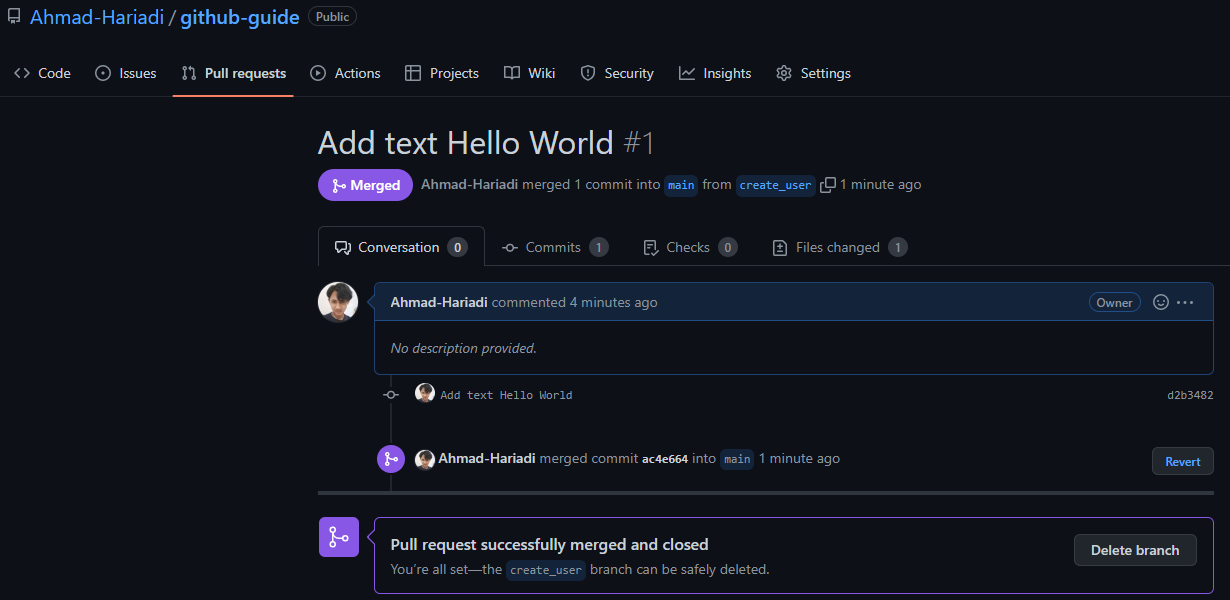 Ahmad-Hariadi / github-guide Public
Code Issues Pull requests Actions Projects Wiki Security Insights Settings
Add text Hello World #1
Merged Ahmad-Hariadi merged 1 commit into main from create_user 1 minute ago
Conversation 0 Commits 1 Checks 0 Files changed 1
Ahmad-Hariadi commented 4 minutes ago Owner
No description provided.
Add text Hello World d2b3482
Ahmad-Hariadi merged commit ac4e664 into main 1 minute ago Revert
Pull request successfully merged and closed
You’re all set—the create_user branch can be safely deleted.
Delete branch